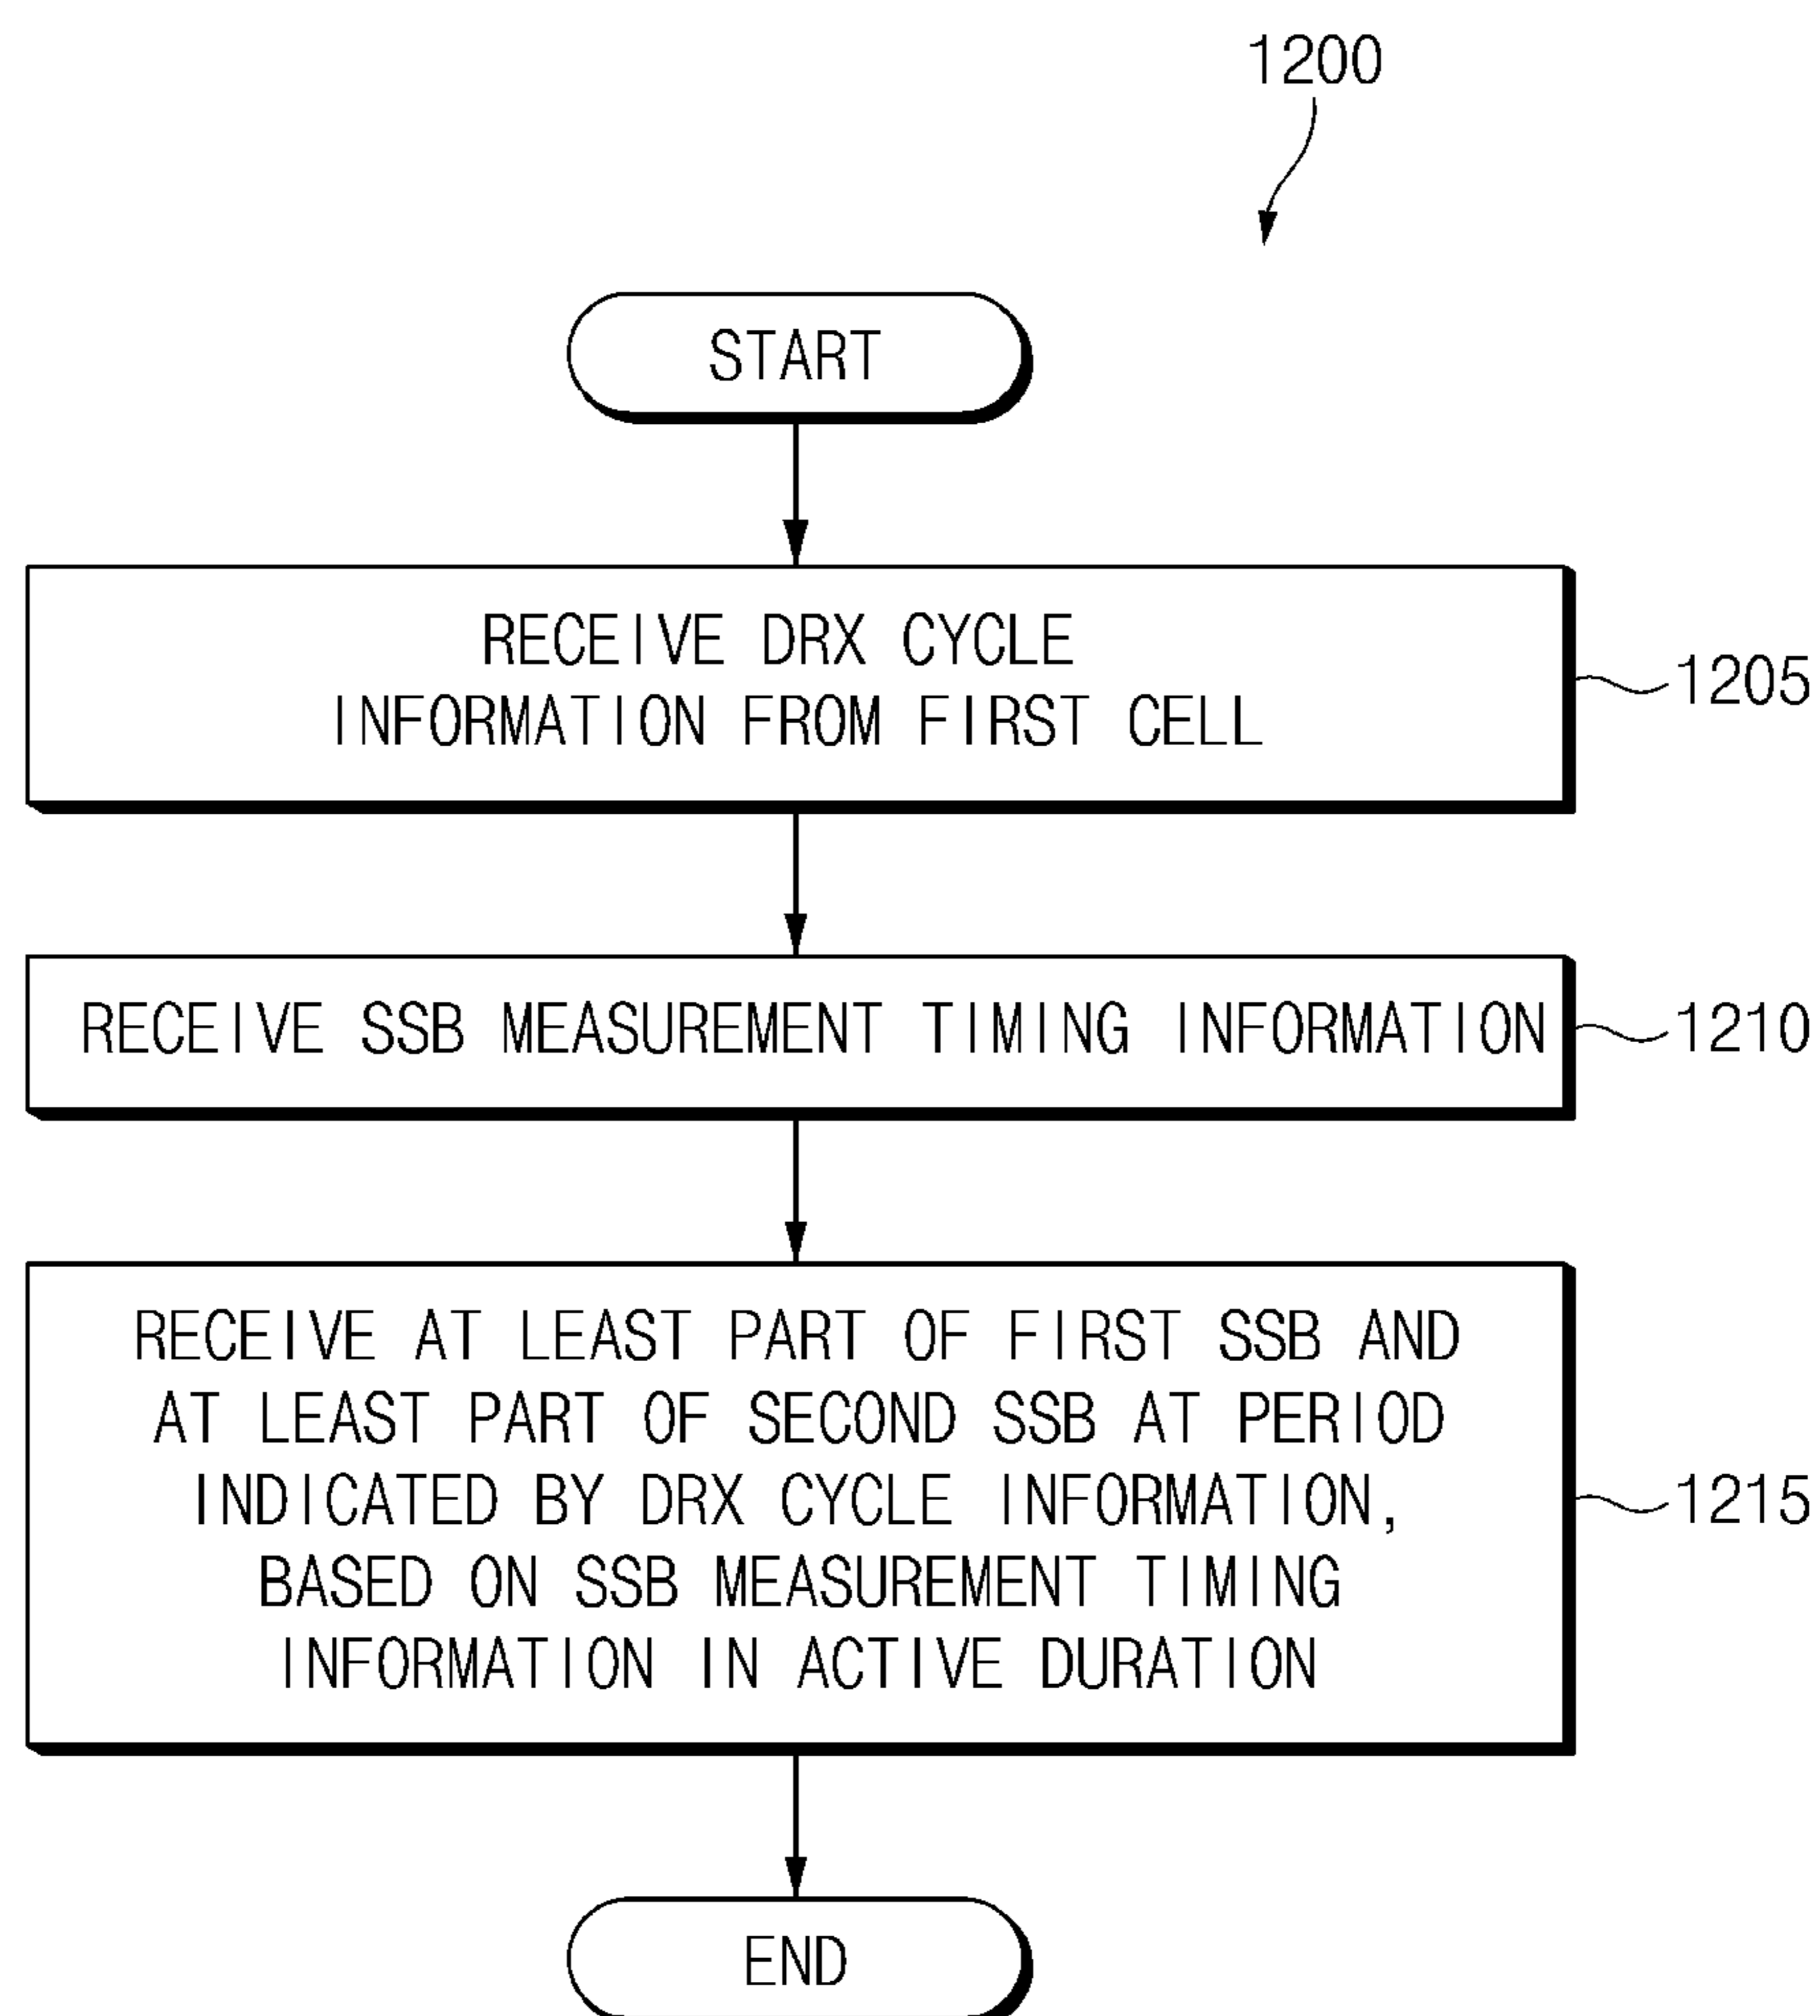 1200
START
RECEIVE DRX CYCLE
INFORMATION FROM FIRST CELL
1205
RECEIVE SSB MEASUREMENT TIMING INFORMATION
1210
RECEIVE AT LEAST PART OF FIRST SSB AND
AT LEAST PART OF SECOND SSB AT PERIOD
INDICATED BY DRX CYCLE INFORMATION,
BASED ON SSB MEASUREMENT TIMING
INFORMATION IN ACTIVE DURATION
1215
END